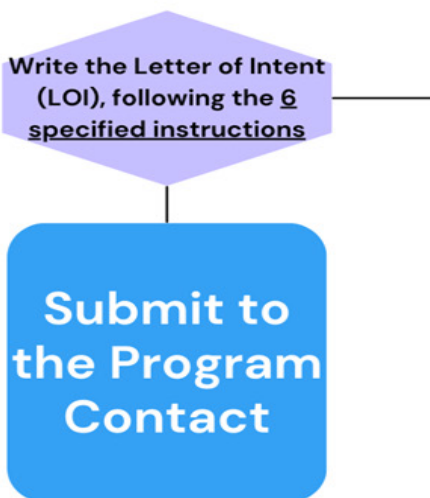 Write the Letter of Intent
(LOI), following the 6
specified instructions
Submit to
the Program
Contact